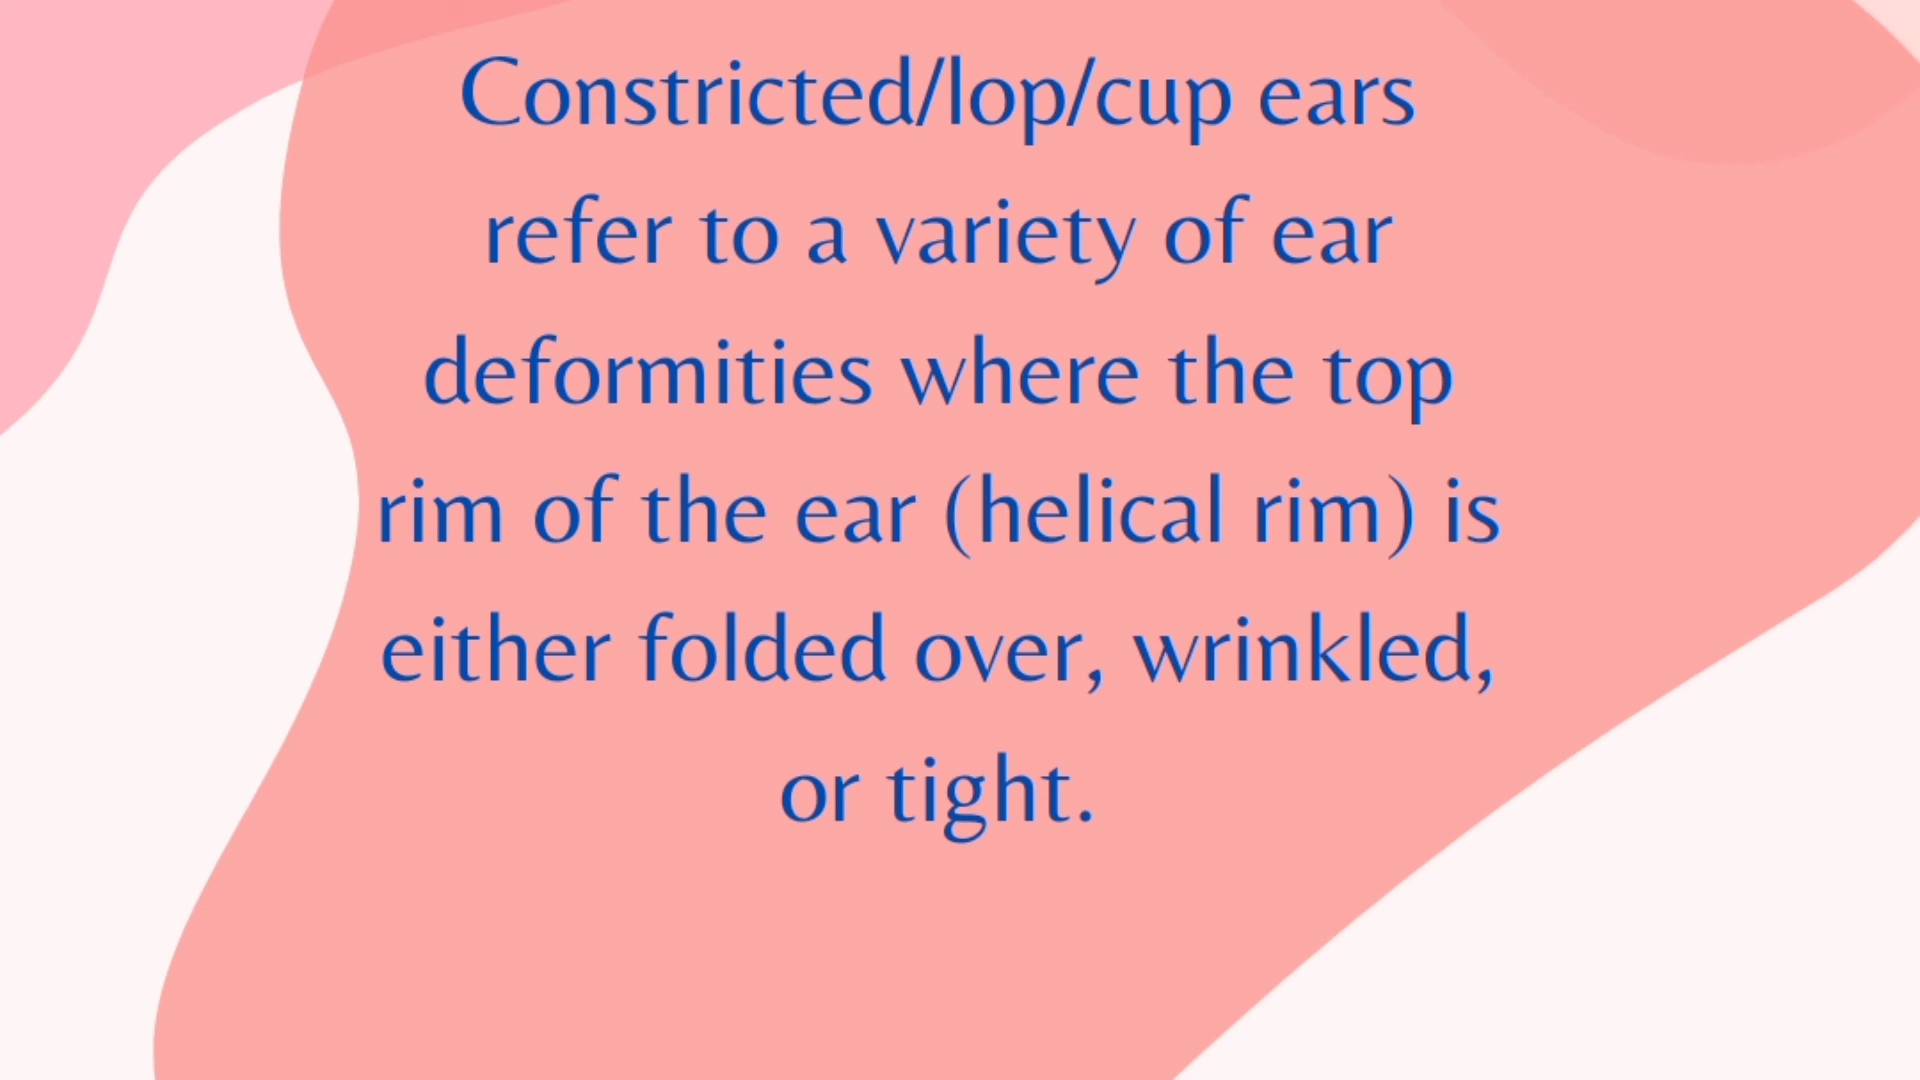 Constricted/lop/cup ears
refer to a variety of ear
deformities where the top
rim of the ear (helical rim) is
either folded over, wrinkled,
or tight.